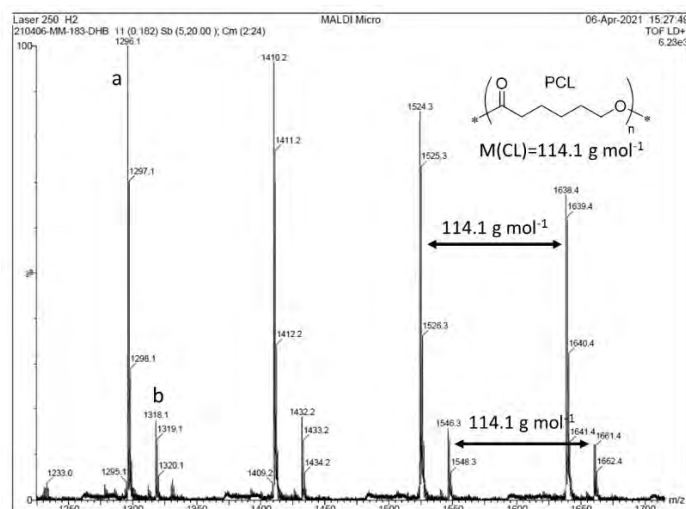 Laser 250 H2 MALDI Micro 06-Apr-2021 15:27:49
210406-MM-183-DHB 11 (0.182) Sb (5,20.00 ); Cm (2:24) TOF LD+
1296.1 6.23e3
100
1410.2
a
PCL
O
O
n
* *
M(CL)=114.1 g mol-1
1524.3
1411.2
1525.3
1297.1
1638.4
1639.4
114.1 g mol-1
%
1412.2
1526.3
1640.4
1298.1
b
1318.1
1319.1
1432.2
1433.2
114.1 g mol-1
1546.3
1641.4
1661.4
1233.0
1295.1
1320.1
1409.2
1434.2
1548.3
1662.4
0
1250 1300 1350 1400 1450 1500 1550 1600 1650 1700 m/z